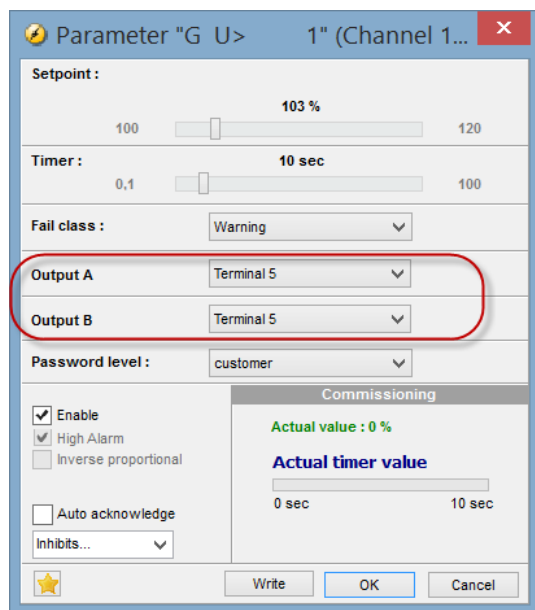 Parameter "G U> 1" (Channel 1...
Setpoint :
103 %
100 120
Timer : 10 sec
0,1 100
Fail class : Warning
Output A Terminal 5
Output B Terminal 5
Password level : customer
Commissioning
Enable
High Alarm
Inverse proportional
Actual value : 0 %
Actual timer value
0 sec 10 sec
Auto acknowledge
Inhibits...
Write OK Cancel